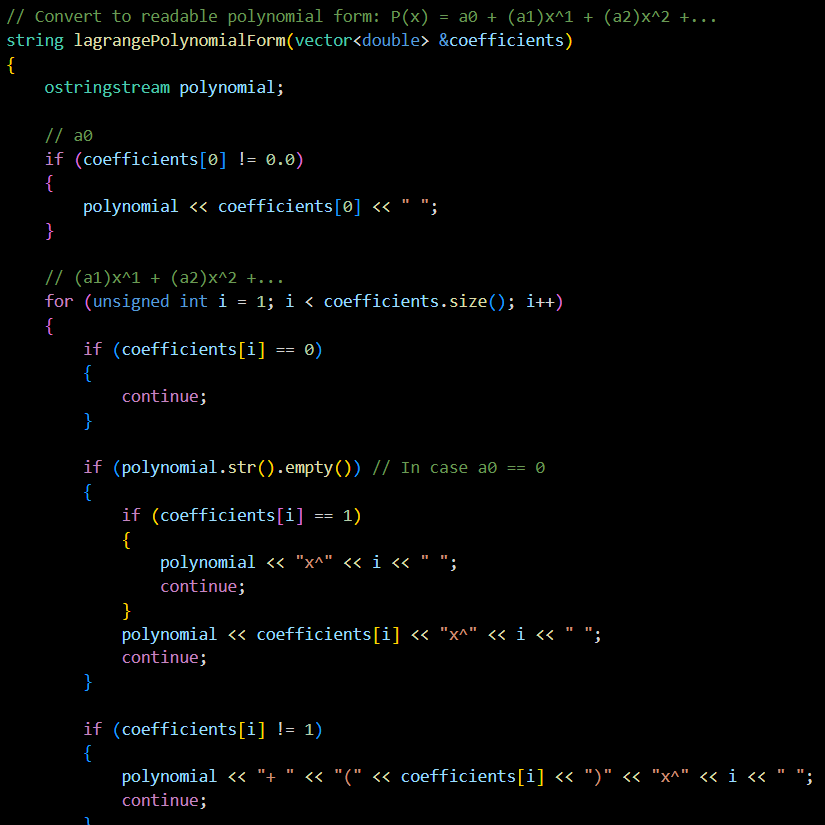 // Convert to readable polynomial form: P(x) = a0 + (a1)x^1 + (a2)x^2 +...
string lagrangePolynomialForm(vector<double> &coefficients)
{
    ostringstream polynomial;

    // a0
    if (coefficients[0] != 0.0)
    {
        polynomial << coefficients[0] << " ";
    }

    // (a1)x^1 + (a2)x^2 +...
    for (unsigned int i = 1; i < coefficients.size(); i++)
    {
        if (coefficients[i] == 0)
        {
            continue;
        }

        if (polynomial.str().empty()) // In case a0 == 0
        {
            if (coefficients[i] == 1)
            {
                polynomial << "x^" << i << " ";
                continue;
            }
            polynomial << coefficients[i] << "x^" << i << " ";
            continue;
        }

        if (coefficients[i] != 1)
        {
            polynomial << "+ " << "(" << coefficients[i] << ")" << "x^" << i << " ";
            continue;
        }